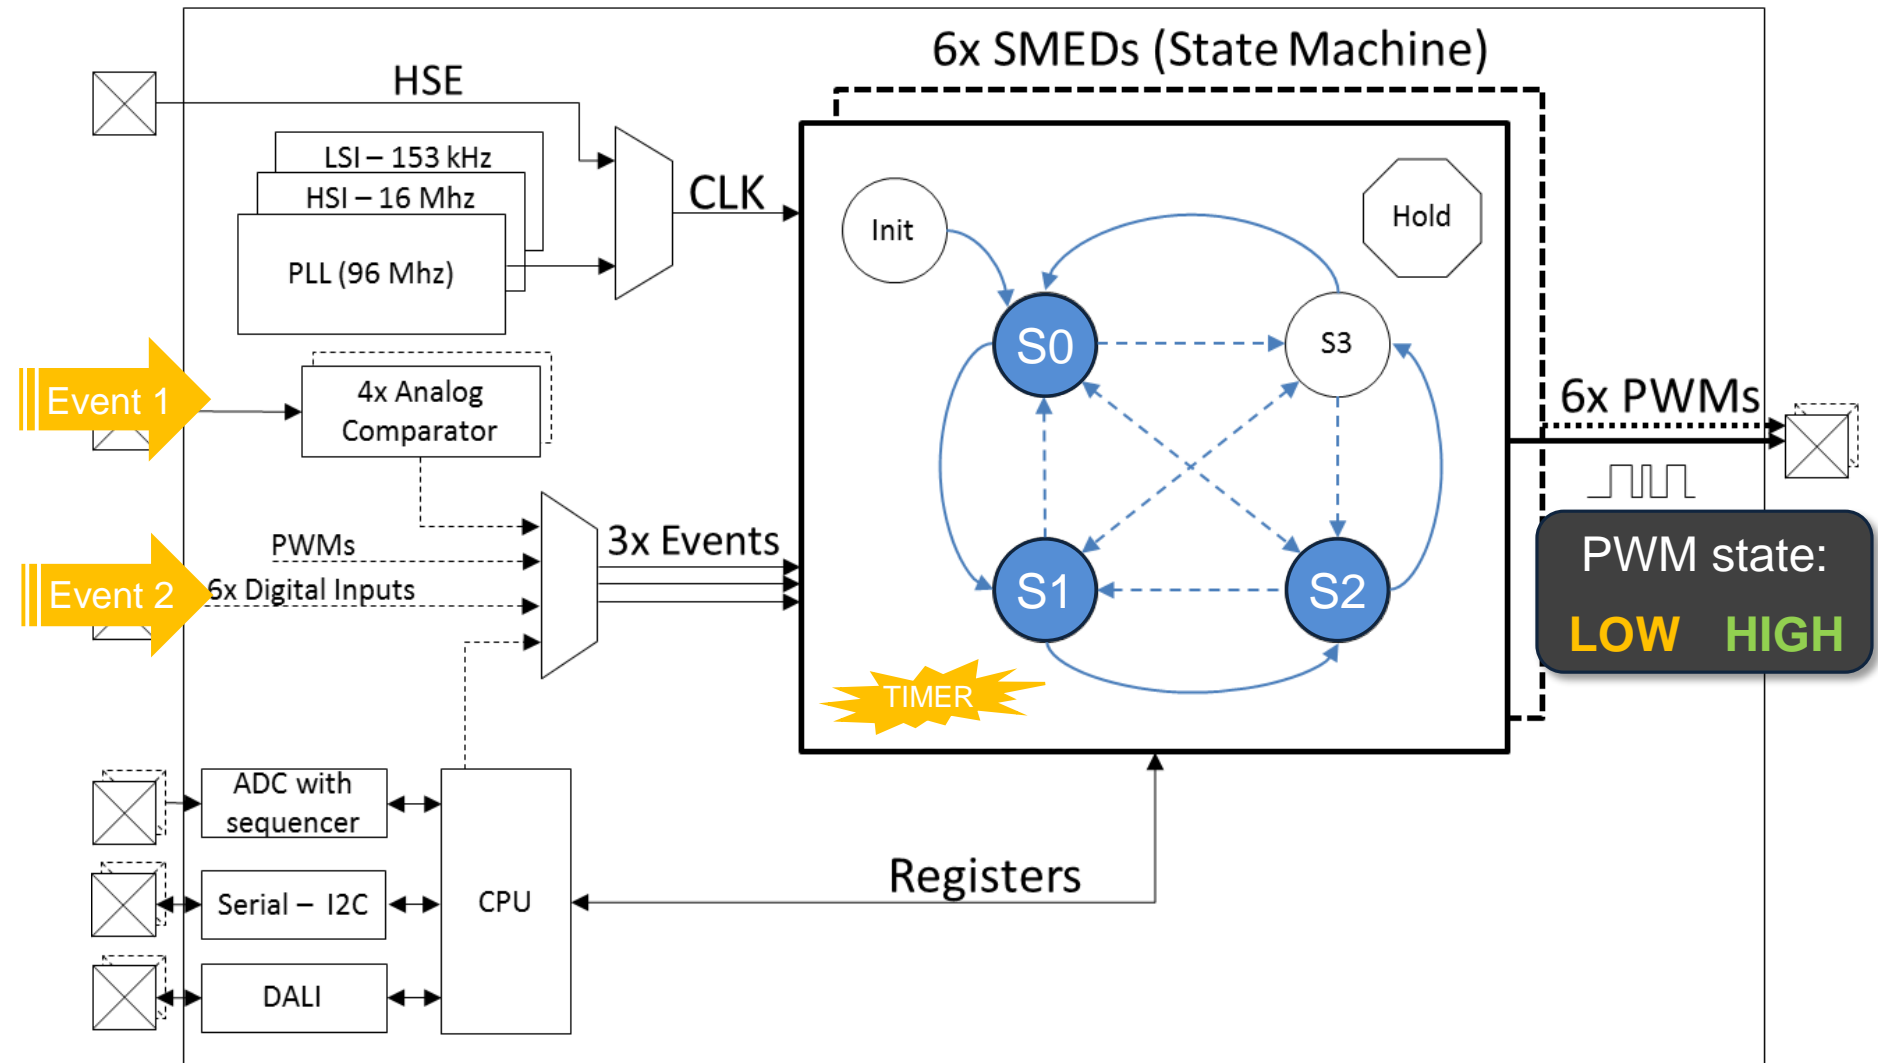 6x SMEDs (State Machine)
HSE
LSI – 153 kHz
HSI – 16 Mhz
PLL (96 Mhz)
CLK
Init
Hold
S0
S3
Event 1
4x Analog
Comparator
6x PWMs
PWMs
3x Events
Event 2
6x Digital Inputs
S1
S2
PWM state:
LOW HIGH
TIMER
ADC with
sequencer
Registers
Serial – I2C
CPU
DALI